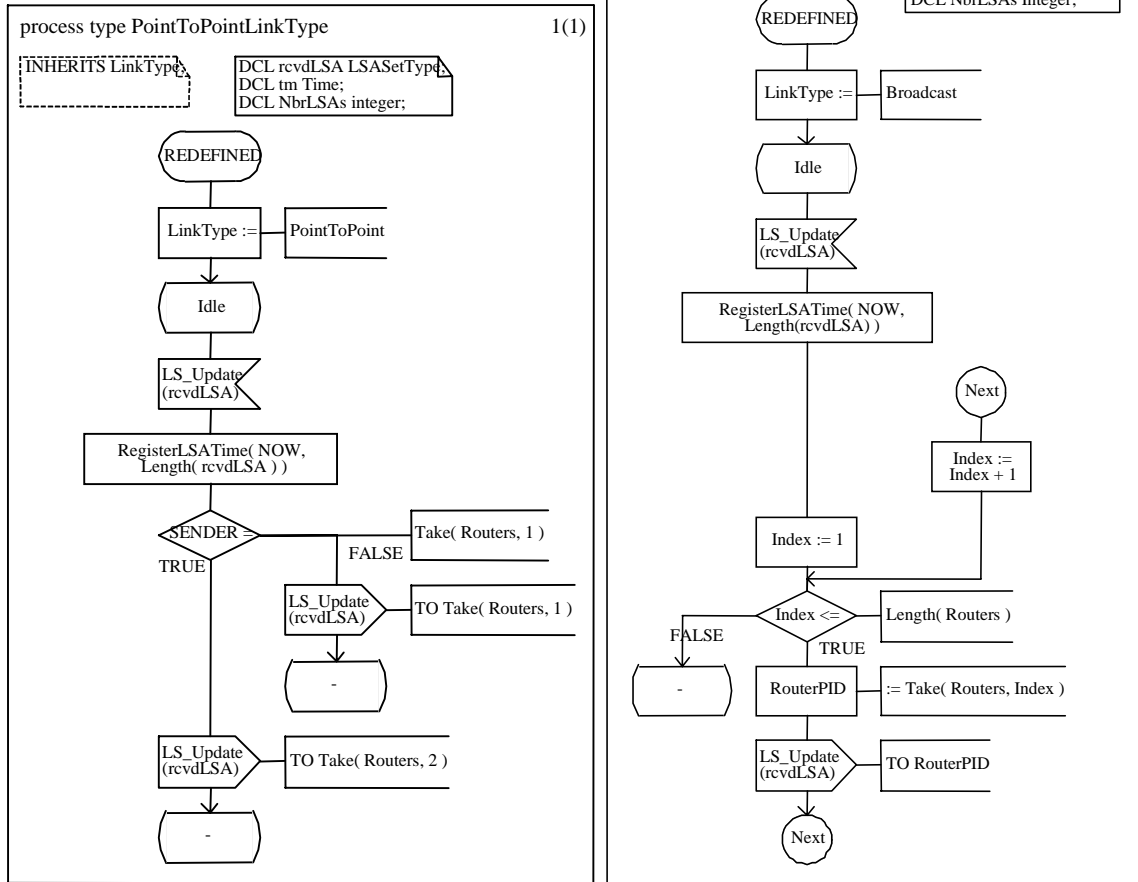 process type PointToPointLinkType
1(1)
INHERITS LinkType;
DCL rcvdLSA LSASetType;
DCL tm Time;
DCL NbrLSAs integer;
REDEFINED
LinkType :=
PointToPoint
Idle
LS_Update
(rcvdLSA)
RegisterLSATime( NOW,
Length( rcvdLSA ) )
SENDER =
Take( Routers, 1 )
FALSE
TRUE
LS_Update
(rcvdLSA)
TO Take( Routers, 1 )
-
LS_Update
(rcvdLSA)
TO Take( Routers, 2 )
-
DCL NbrLSAs Integer;
REDEFINED
LinkType :=
Broadcast
Idle
LS_Update
(rcvdLSA)
RegisterLSATime( NOW,
Length(rcvdLSA) )
Next
Index :=
Index + 1
Index := 1
Index <=
Length( Routers )
FALSE
TRUE
-
RouterPID
:= Take( Routers, Index )
LS_Update
(rcvdLSA)
TO RouterPID
Next